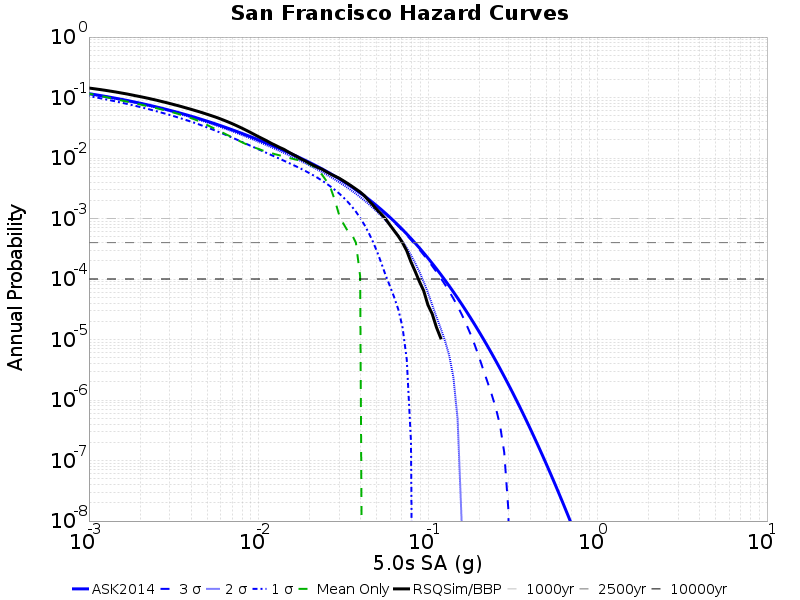 San Francisco Hazard Curves
Annual Probability
10^0
10^-1
10^-2
10^-3
10^-4
10^-5
10^-6
10^-7
10^-8
10^-3 10^-2 10^-1 10^0 10^1
5.0s SA (g)
ASK2014 3 σ 2 σ 1 σ Mean Only RSQSim/BBP 1000yr 2500yr 10000yr